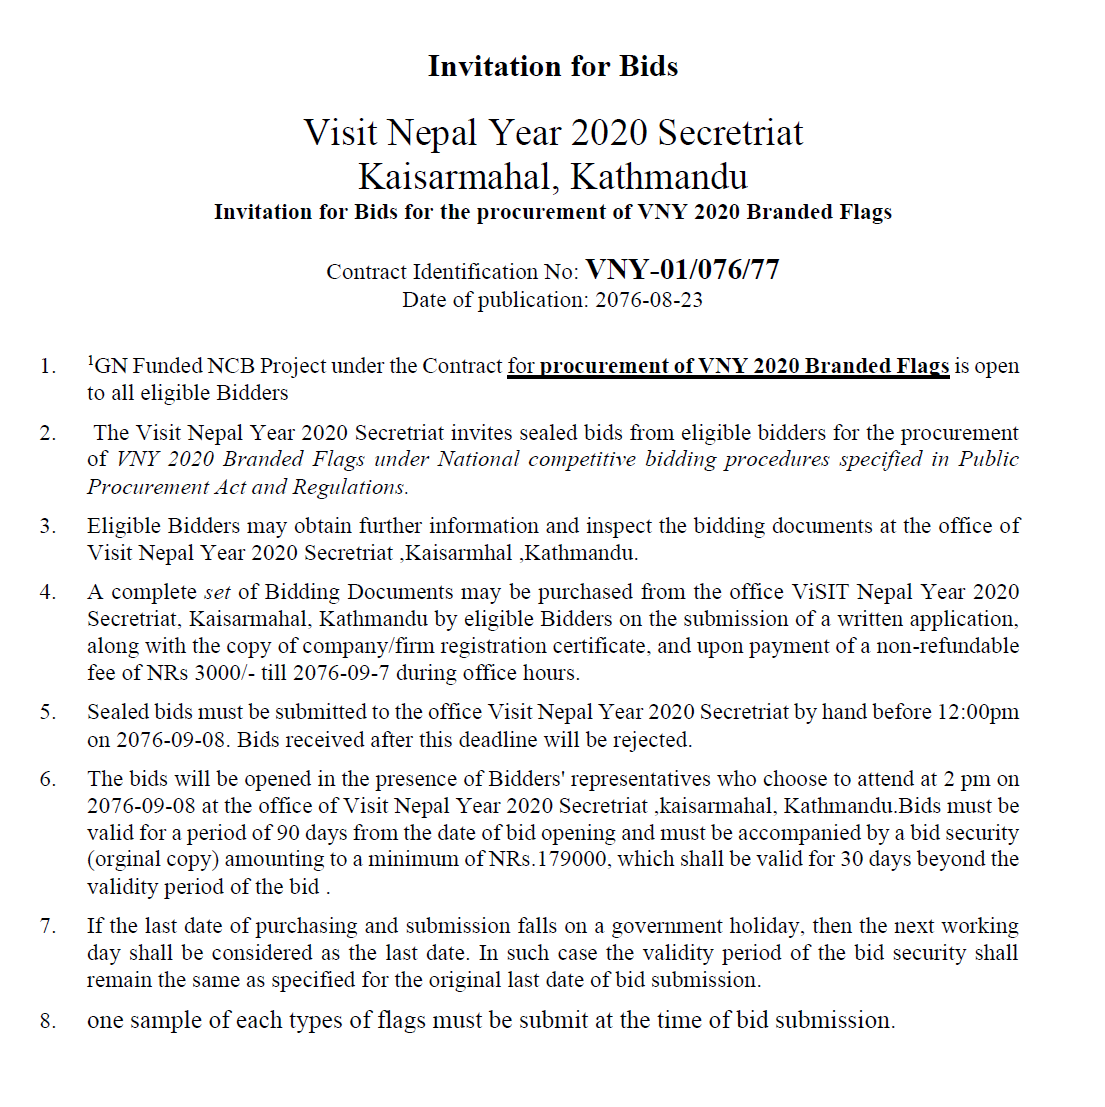 Invitation for Bids
Visit Nepal Year 2020 Secretriat
Kaisarmahal, Kathmandu
Invitation for Bids for the procurement of VNY 2020 Branded Flags
Contract Identification No: VNY-01/076/77
Date of publication: 2076-08-23
1. 1GN Funded NCB Project under the Contract for procurement of VNY 2020 Branded Flags is open
to all eligible Bidders
2. The Visit Nepal Year 2020 Secretriat invites sealed bids from eligible bidders for the procurement
of VNY 2020 Branded Flags under National competitive bidding procedures specified in Public
Procurement Act and Regulations.
3. Eligible Bidders may obtain further information and inspect the bidding documents at the office of
Visit Nepal Year 2020 Secretriat ,Kaisarmhal ,Kathmandu.
4. A complete set of Bidding Documents may be purchased from the office ViSIT Nepal Year 2020
Secretriat, Kaisarmahal, Kathmandu by eligible Bidders on the submission of a written application,
along with the copy of company/firm registration certificate, and upon payment of a non-refundable
fee of NRs 3000/- till 2076-09-7 during office hours.
5. Sealed bids must be submitted to the office Visit Nepal Year 2020 Secretriat by hand before 12:00pm
on 2076-09-08. Bids received after this deadline will be rejected.
6. The bids will be opened in the presence of Bidders' representatives who choose to attend at 2 pm on
2076-09-08 at the office of Visit Nepal Year 2020 Secretriat ,kaisarmahal, Kathmandu.Bids must be
valid for a period of 90 days from the date of bid opening and must be accompanied by a bid security
(orginal copy) amounting to a minimum of NRs.179000, which shall be valid for 30 days beyond the
validity period of the bid .
7. If the last date of purchasing and submission falls on a government holiday, then the next working
day shall be considered as the last date. In such case the validity period of the bid security shall
remain the same as specified for the original last date of bid submission.
8. one sample of each types of flags must be submit at the time of bid submission.